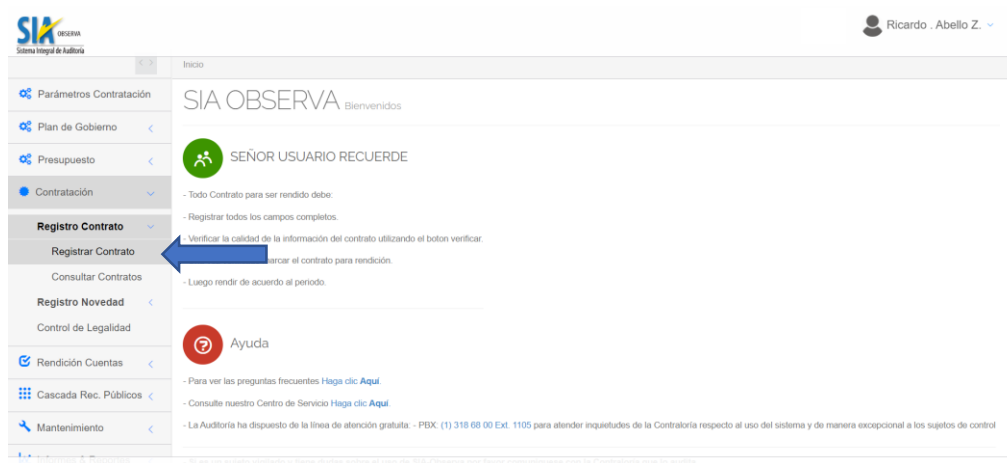 SIA OBSERVA
Sistema Integral de Auditoría
Ricardo . Abello Z.
Inicio
Parámetros Contratación
Plan de Gobierno
Presupuesto
Contratación
Registro Contrato
Registrar Contrato
Consultar Contratos
Registro Novedad
Control de Legalidad
Rendición Cuentas
Cascada Rec. Públicos
Mantenimiento
Informes & Reportes
SIA OBSERVA Bienvenidos
SEÑOR USUARIO RECUERDE
- Todo Contrato para ser rendido debe:
- Registrar todos los campos completos.
- Verificar la calidad de la información del contrato utilizando el boton verificar.
marcar el contrato para rendición.
- Luego rendir de acuerdo al periodo.
Ayuda
- Para ver las preguntas frecuentes Haga clic Aquí.
- Consulte nuestro Centro de Servicio Haga clic Aquí.
- La Auditoría ha dispuesto de la línea de atención gratuita: - PBX: (1) 318 68 00 Ext. 1105 para atender inquietudes de la Contraloría respecto al uso del sistema y de manera excepcional a los sujetos de control